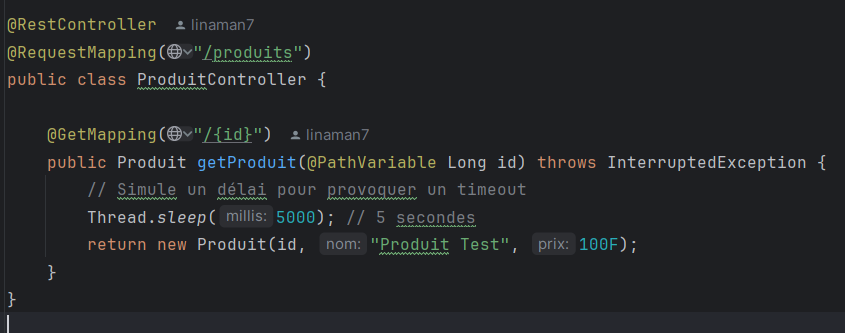 @RestController linaman7
@RequestMapping("/produits")
public class ProduitController {
@GetMapping("/{id}") linaman7
public Produit getProduit(@PathVariable Long id) throws InterruptedException {
// Simule un délai pour provoquer un timeout
Thread.sleep( millis: 5000); // 5 secondes
return new Produit(id, nom: "Produit Test", prix: 100F);
}
}